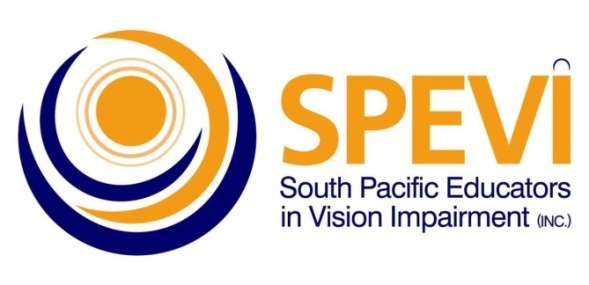 SPEVI
South Pacific Educators
in Vision Impairment (INC.)